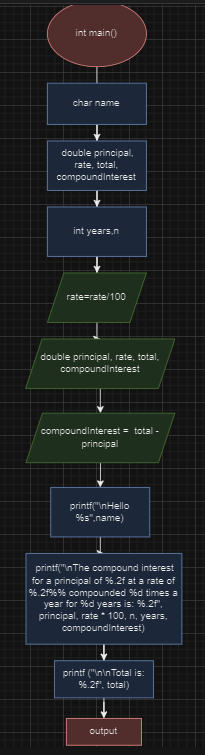 int main()
char name
double principal,
rate, total,
compoundInterest
int years,n
rate=rate/100
double principal, rate, total,
compoundInterest
compoundInterest = total -
principal
printf("\nHello
%s",name)
printf("\nThe compound interest
for a principal of %.2f at a rate of
%.2f%% compounded %d times a
year for %d years is: %.2f",
principal, rate * 100, n, years,
compoundInterest)
printf ("\n\nTotal is:
%.2f", total)
output